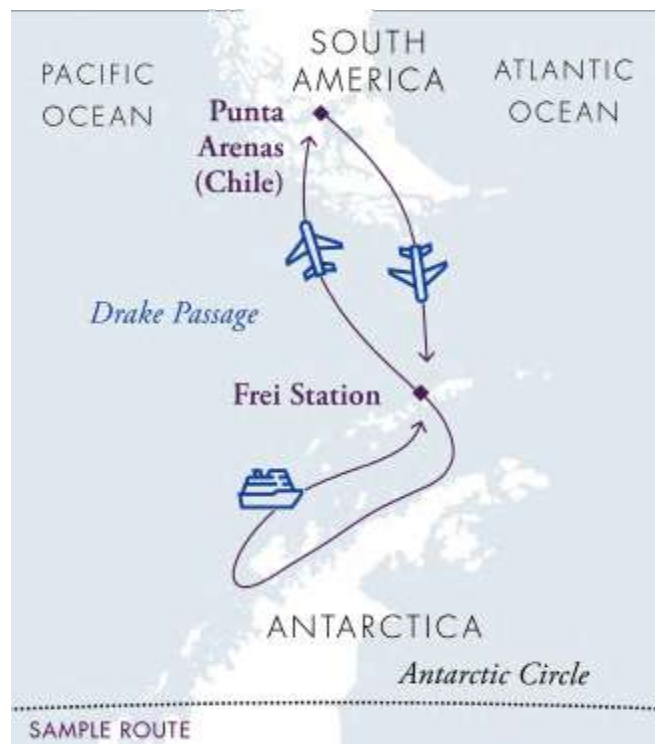 SOUTH
AMERICA
PACIFIC
OCEAN
ATLANTIC
OCEAN
Punta
Arenas
(Chile)
Drake Passage
Frei Station
ANTARCTICA
Antarctic Circle
SAMPLE ROUTE